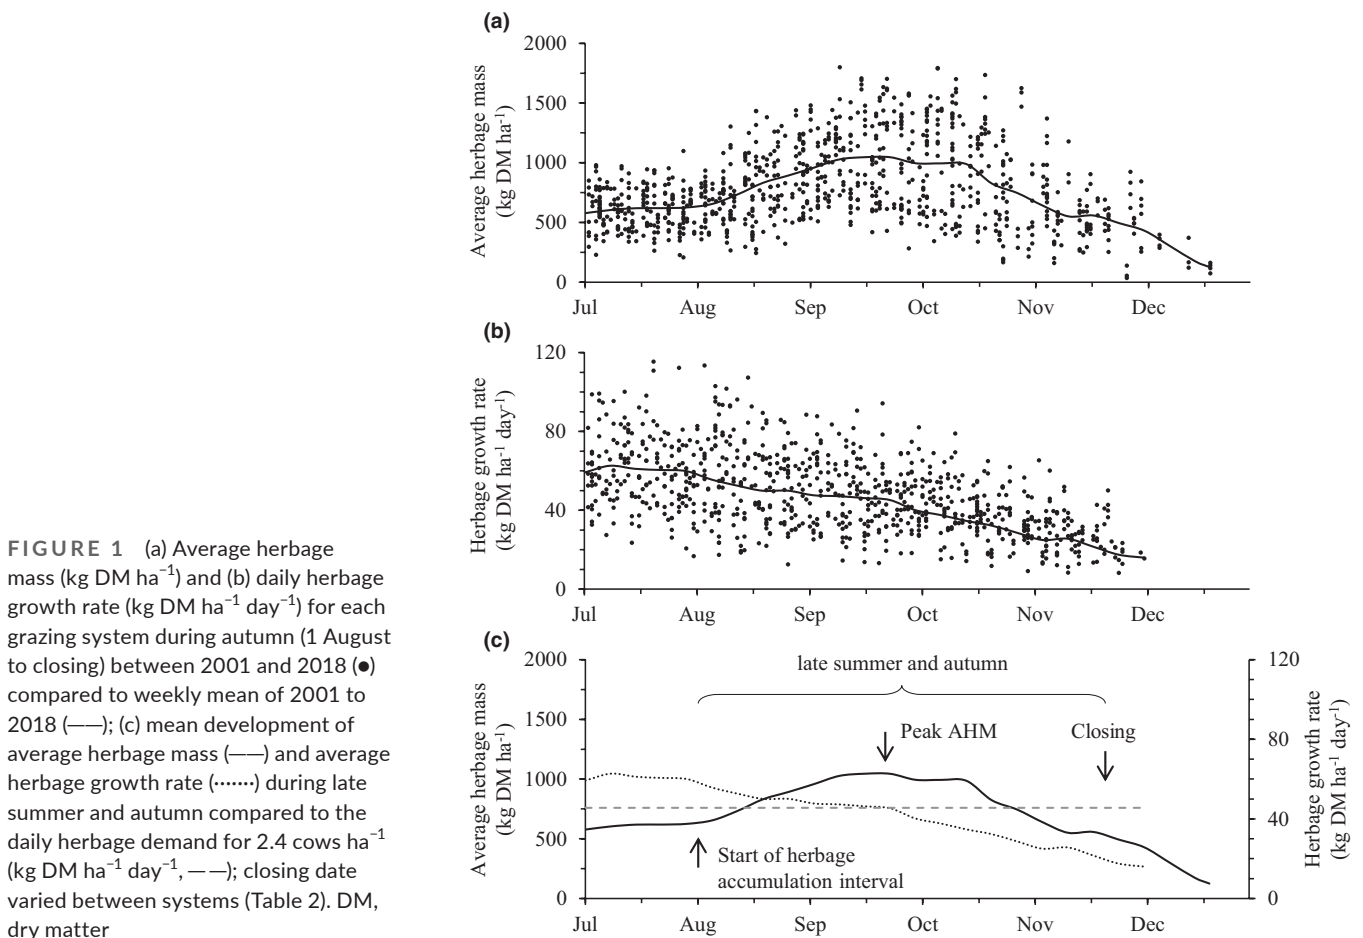 (a)
2000
1500
1000
500
0
Average herbage mass
(kg DM ha⁻¹)
Jul Aug Sep Oct Nov Dec
(b)
120
80
40
0
Herbage growth rate
(kg DM ha⁻¹ day⁻¹)
Jul Aug Sep Oct Nov Dec
(c)
2000
1500
1000
500
0
Average herbage mass
(kg DM ha⁻¹)
late summer and autumn
Peak AHM
Closing
Start of herbage
accumulation interval
120
80
40
0
Herbage growth rate
(kg DM ha⁻¹ day⁻¹)
Jul Aug Sep Oct Nov Dec
FIGURE 1 (a) Average herbage
mass (kg DM ha⁻¹) and (b) daily herbage
growth rate (kg DM ha⁻¹ day⁻¹) for each
grazing system during autumn (1 August
to closing) between 2001 and 2018 (●)
compared to weekly mean of 2001 to
2018 (——); (c) mean development of
average herbage mass (——) and average
herbage growth rate (·······) during late
summer and autumn compared to the
daily herbage demand for 2.4 cows ha⁻¹
(kg DM ha⁻¹ day⁻¹, — —); closing date
varied between systems (Table 2). DM,
dry matter